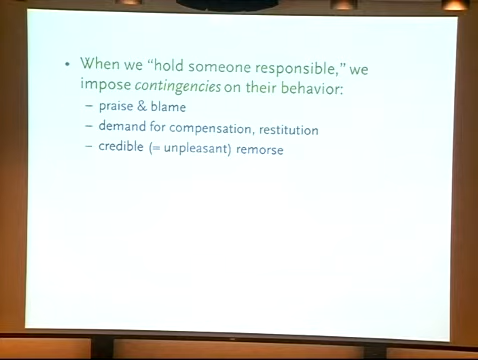 • When we “hold someone responsible,” we
impose contingencies on their behavior:
– praise & blame
– demand for compensation, restitution
– credible (= unpleasant) remorse